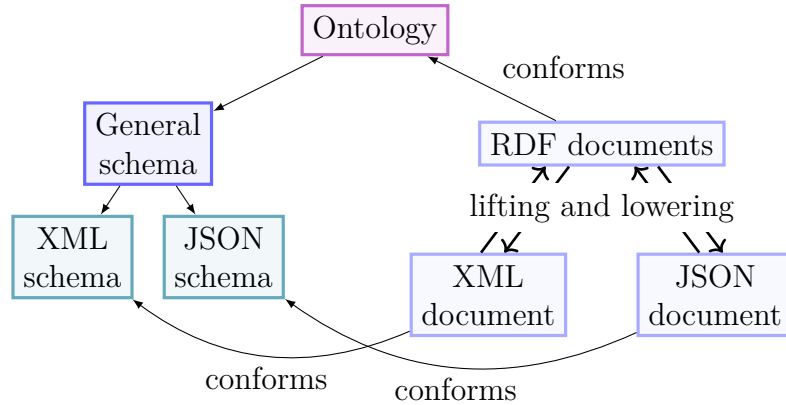 Ontology
conforms
General
schema
RDF documents
lifting and lowering
XML
schema
JSON
schema
XML
document
JSON
document
conforms
conforms